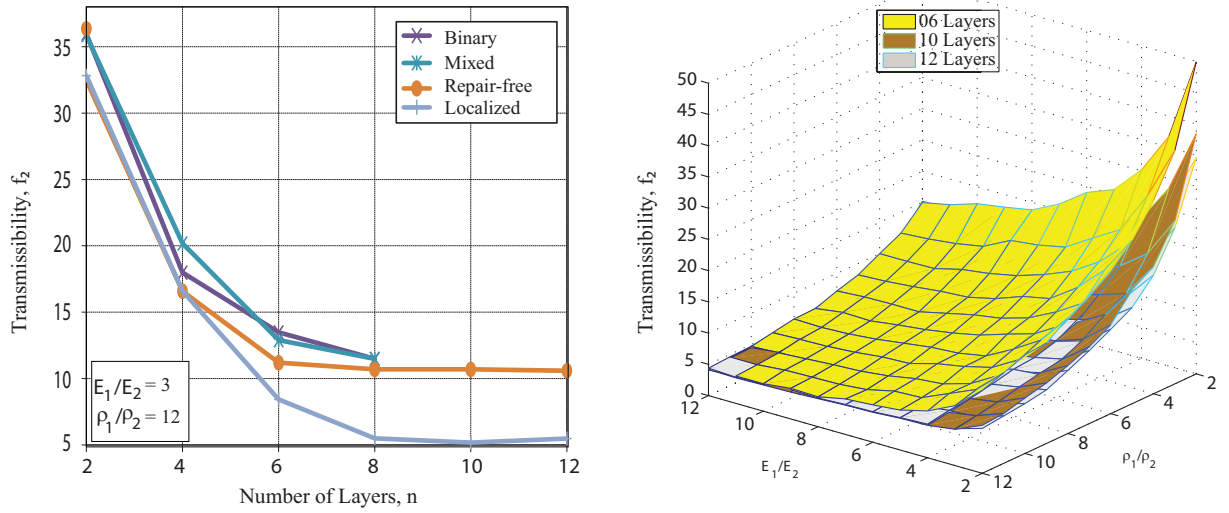 35
30
25
20
15
10
5
2
4
6
8
10
12
Transmissibility, f₂
Number of Layers, n
Binary
Mixed
Repair-free
Localized
E₁/E₂ = 3
ρ₁/ρ₂ = 12
06 Layers
10 Layers
12 Layers
50
45
40
35
30
25
20
15
10
5
0
Transmissibility, f₂
12
10
8
6
4
2
E₁/E₂
12
10
8
6
4
2
ρ₁/ρ₂